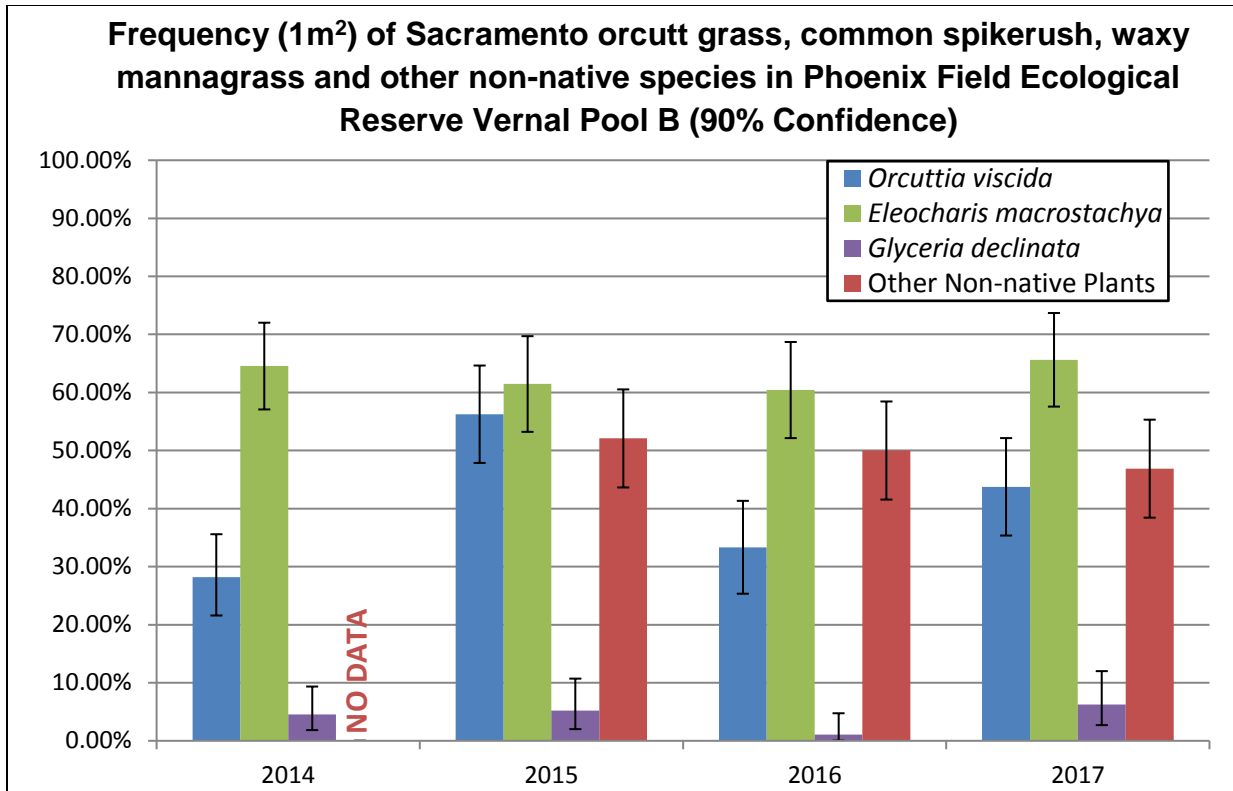 Frequency (1m²) of Sacramento orcutt grass, common spikerush, waxy
mannagrass and other non-native species in Phoenix Field Ecological
Reserve Vernal Pool B (90% Confidence)
100.00%
90.00%
80.00%
70.00%
60.00%
50.00%
40.00%
30.00%
20.00%
10.00%
0.00%
Orcuttia viscida
Eleocharis macrostachya
Glyceria declinata
Other Non-native Plants
NO DATA
2014
2015
2016
2017